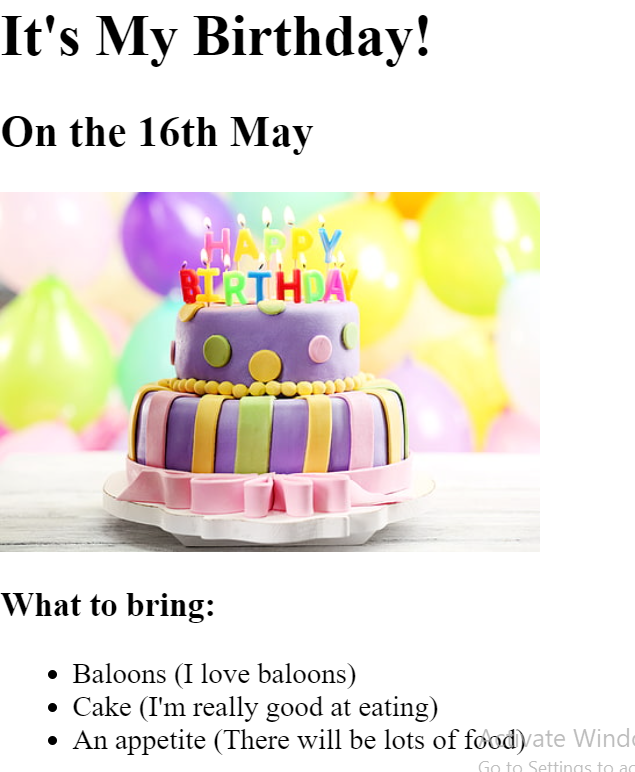 It's My Birthday!
On the 16th May
HAPPY
BIRTHDAY
What to bring:
Baloons (I love baloons)
Cake (I'm really good at eating)
An appetite (There will be lots of food)
Activate Windo
Go to Settings to ac